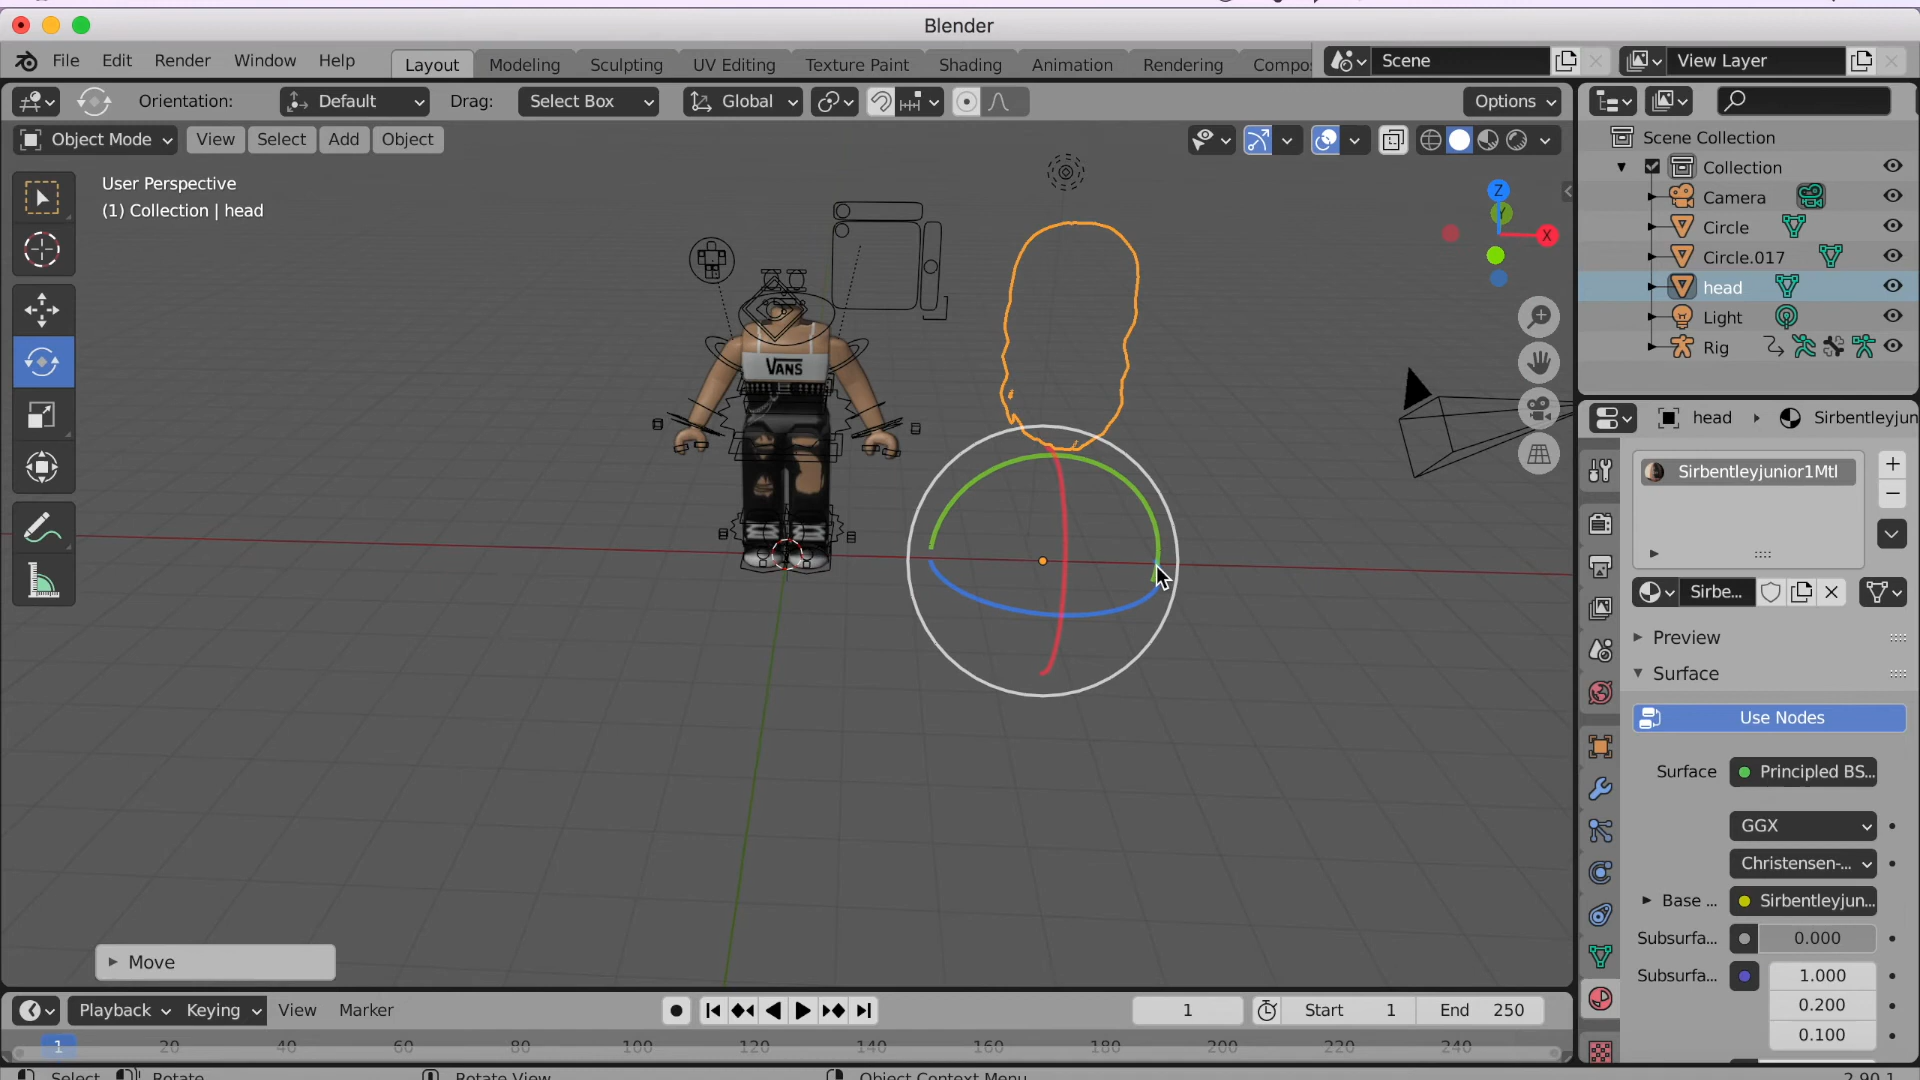 Blender
File Edit Render Window Help Layout Modeling Sculpting UV Editing Texture Paint Shading Animation Rendering Compo: Scene View Layer
Orientation: Default Drag: Select Box Global Options
Object Mode View Select Add Object
User Perspective
(1) Collection | head
Z
Y
X
VANS
Move
Scene Collection
Collection
Camera
Circle
Circle.017
head
Light
Rig
head Sirbentleyjun
Sirbentleyjunior1Mtl
Sirbe...
Preview
Surface
Use Nodes
Surface Principled BS...
GGX
Christensen-...
Base ... Sirbentleyjun...
Subsurfa... 0.000
Subsurfa... 1.000
0.200
0.100
Playback Keying View Marker 1 Start 1 End 250
1 20 40 60 80 100 120 140 160 180 200 220 240
Select Rotate Rotate View Object Context Menu 2.90.1